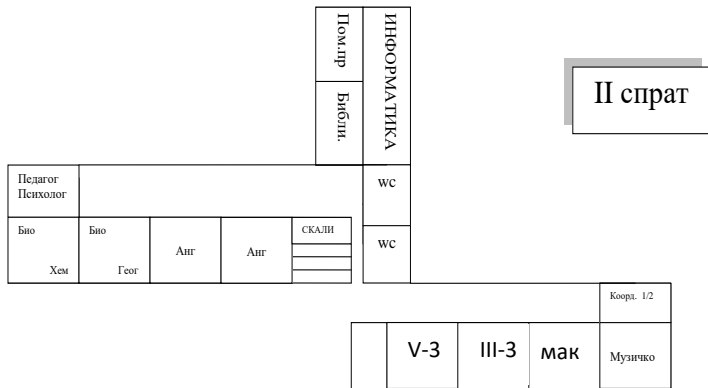 Пом.пр
Библи.
ИНФОРМАТИКА
II спрат
Педагог
Психолог
wc
wc
Био
Хем
Био
Геог
Анг
Анг
СКАЛИ
Коорд. 1/2
V-3
III-3
мак
Музичко